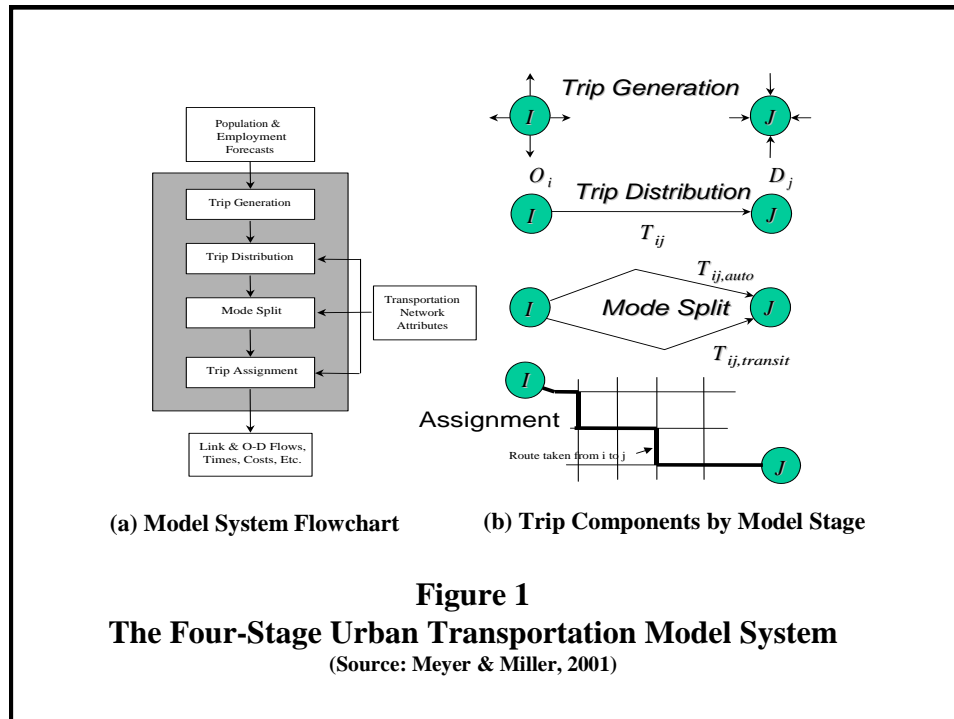 Population &
Employment
Forecasts
Trip Generation
Trip Distribution
Mode Split
Trip Assignment
Transportation
Network
Attributes
Link & O-D Flows,
Times, Costs, Etc.
(a) Model System Flowchart
Trip Generation
I
J
O i
D j
Trip Distribution
I
J
T ij
T ij,auto
I
Mode Split
J
T ij,transit
I
Assignment
Route taken from i to j
J
(b) Trip Components by Model Stage
Figure 1
The Four-Stage Urban Transportation Model System
(Source: Meyer & Miller, 2001)